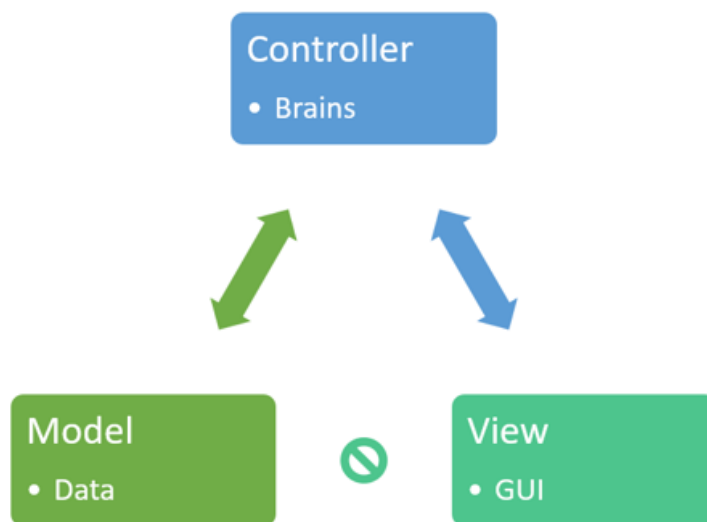 Controller
• Brains
Model
• Data
View
• GUI